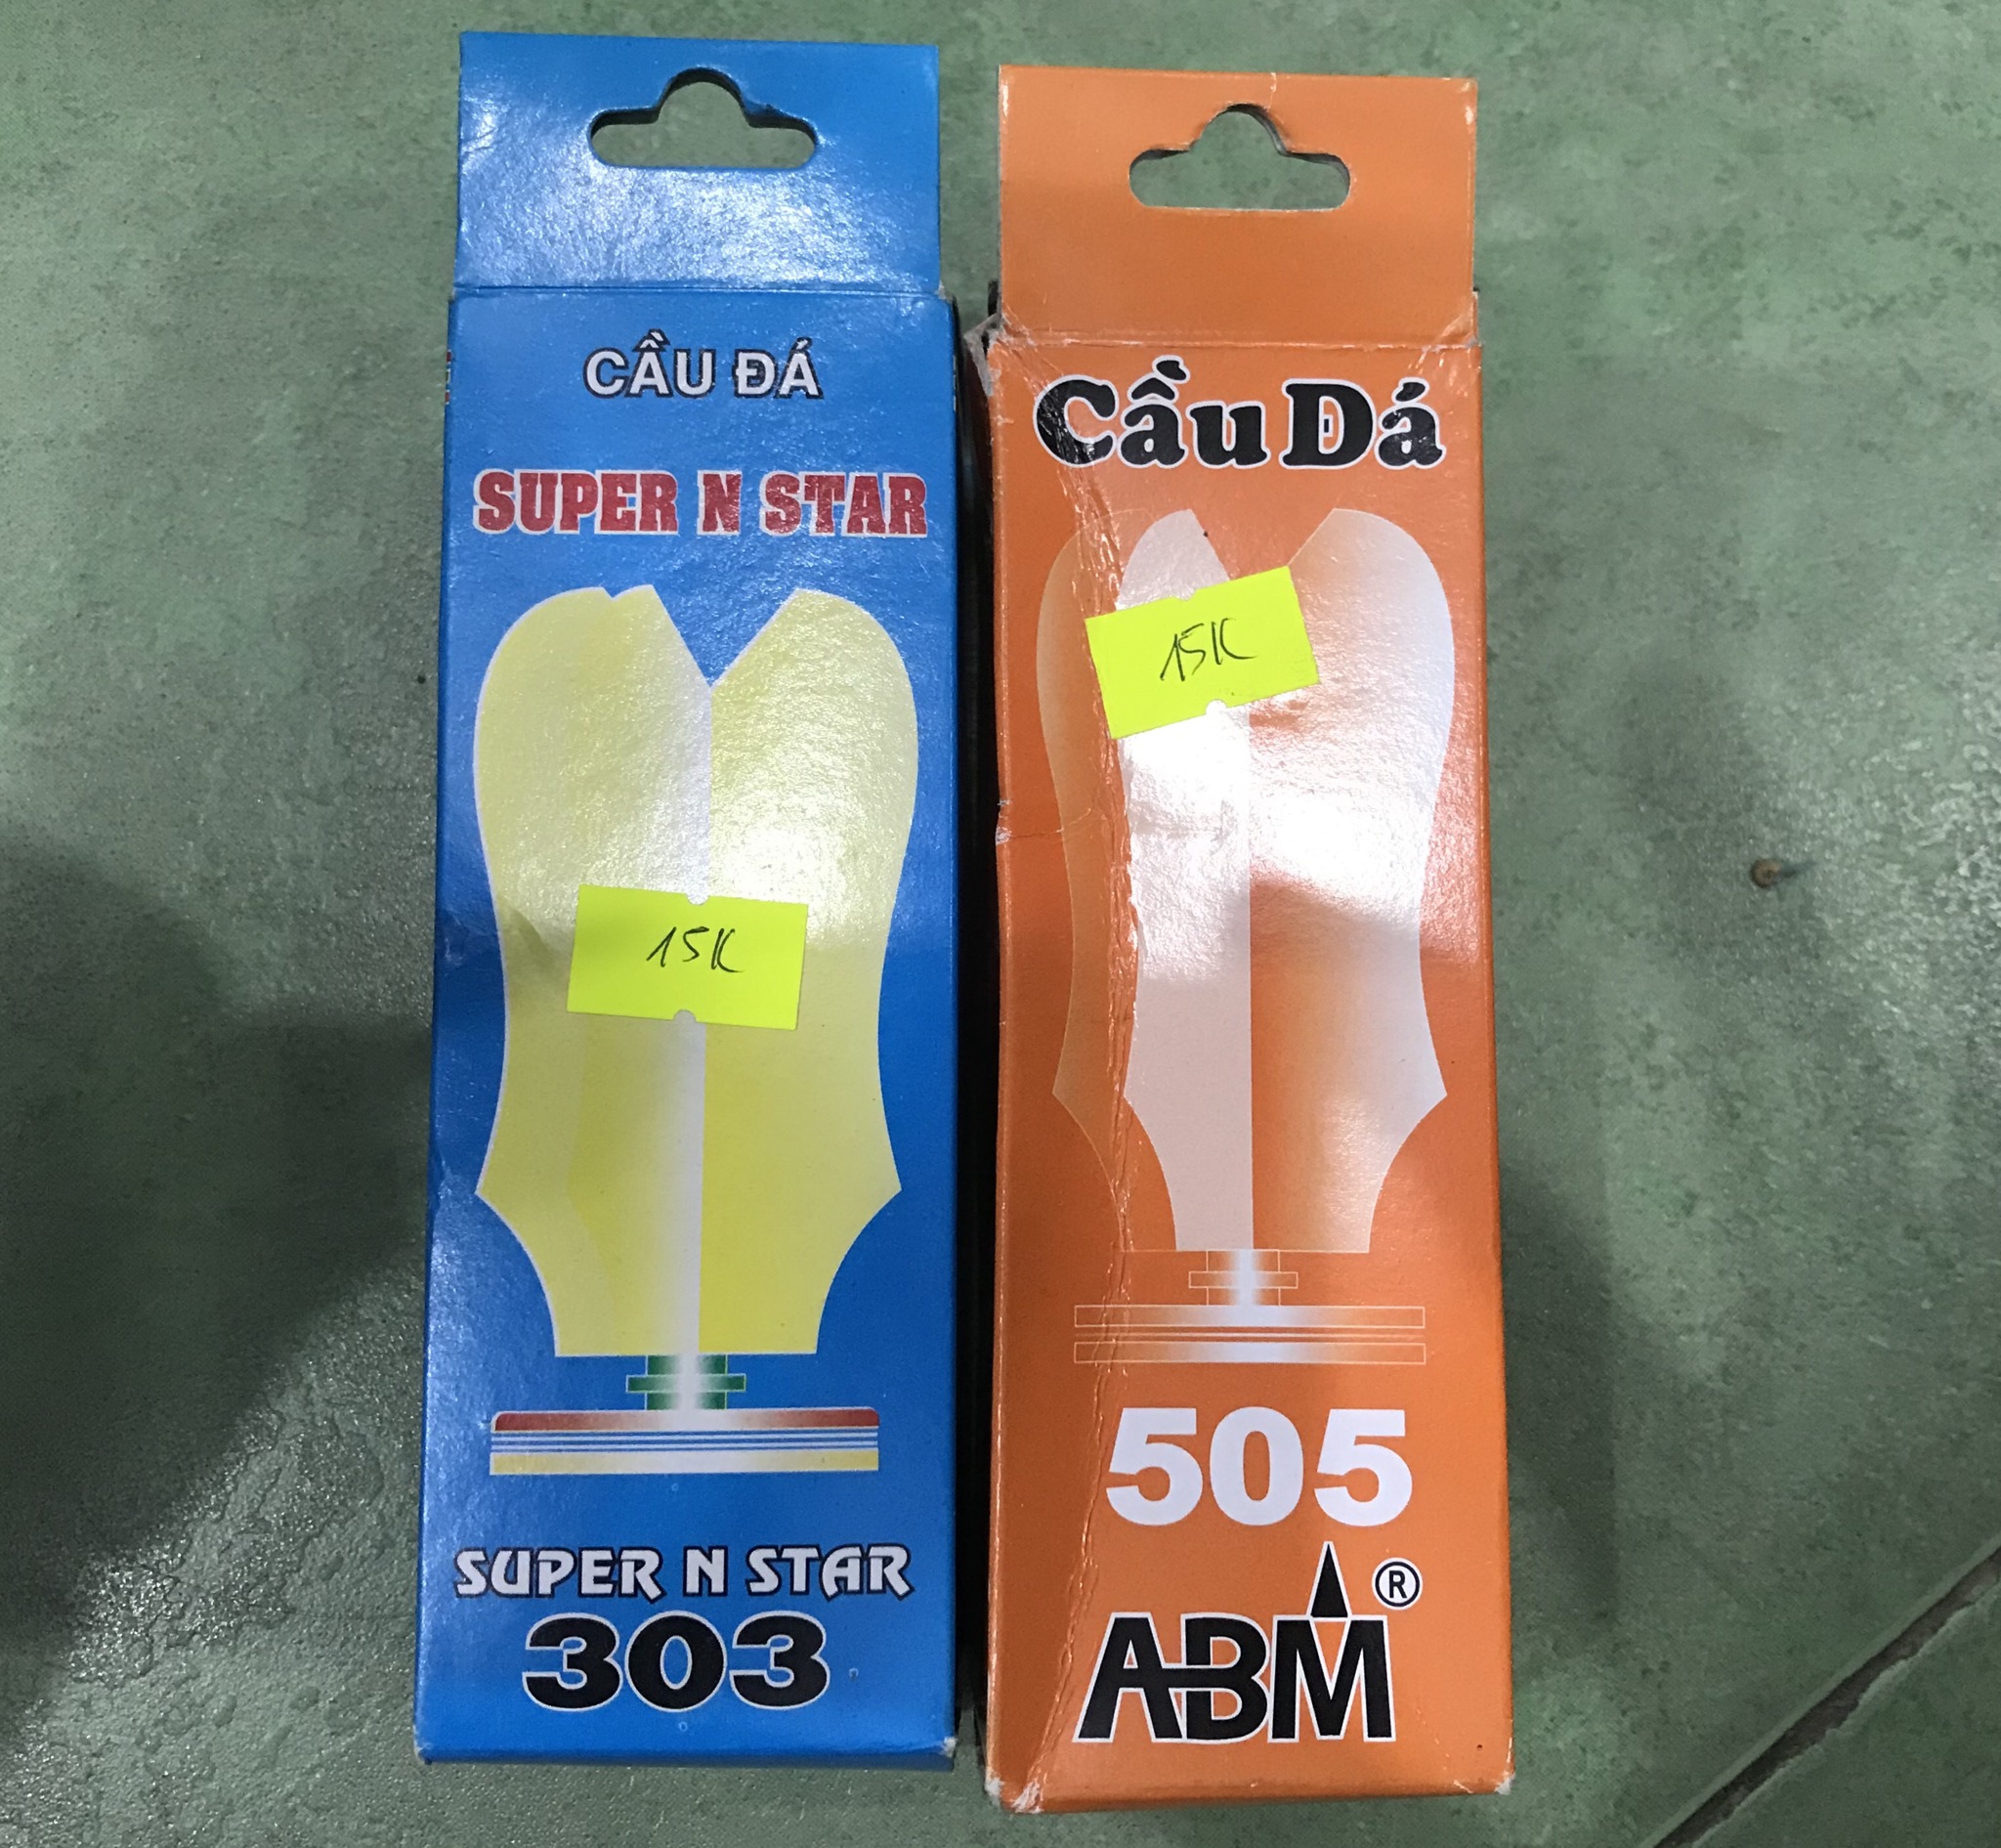 CẦU ĐÁ
SUPER N STAR
15K
SUPER N STAR
303
Cầu Đá
15K
505
ABM®